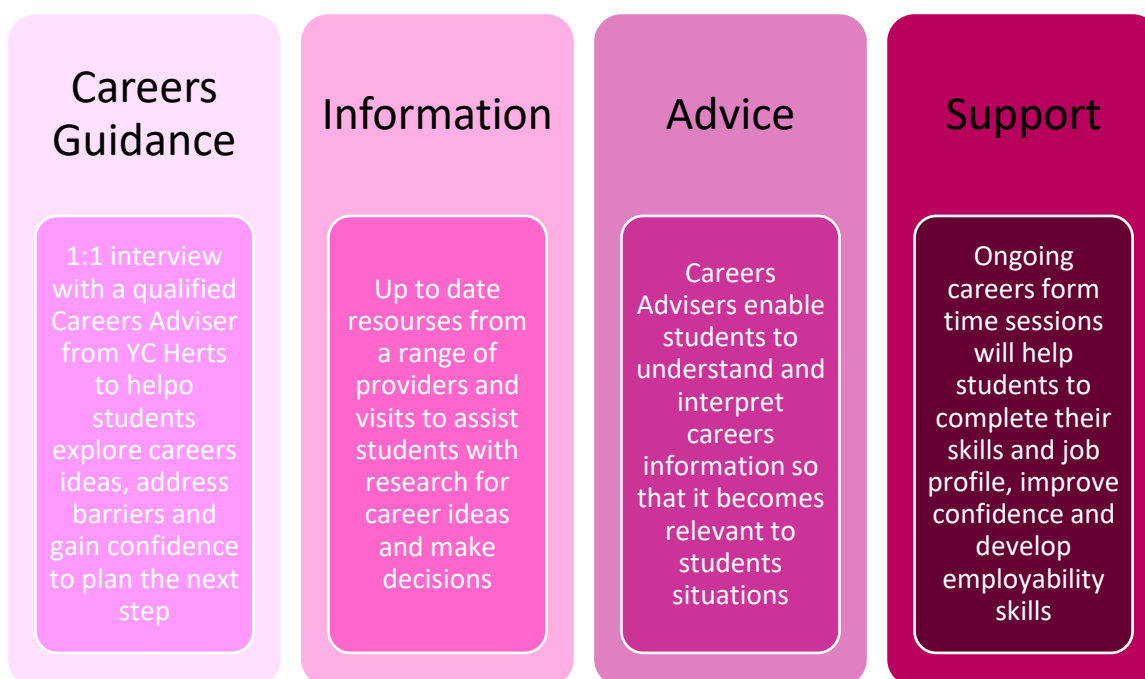 Careers
Guidance
1:1 interview
with a qualified
Careers Adviser
from YC Herts
to helpo
students
explore careers
ideas, address
barriers and
gain confidence
to plan the next
step
Information
Up to date
resourses from
a range of
providers and
visits to assist
students with
research for
career ideas
and make
decisions
Advice
Careers
Advisers enable
students to
understand and
interpret
careers
information so
that it becomes
relevant to
students
situations
Support
Ongoing
careers form
time sessions
will help
students to
complete their
skills and job
profile, improve
confidence and
develop
employability
skills